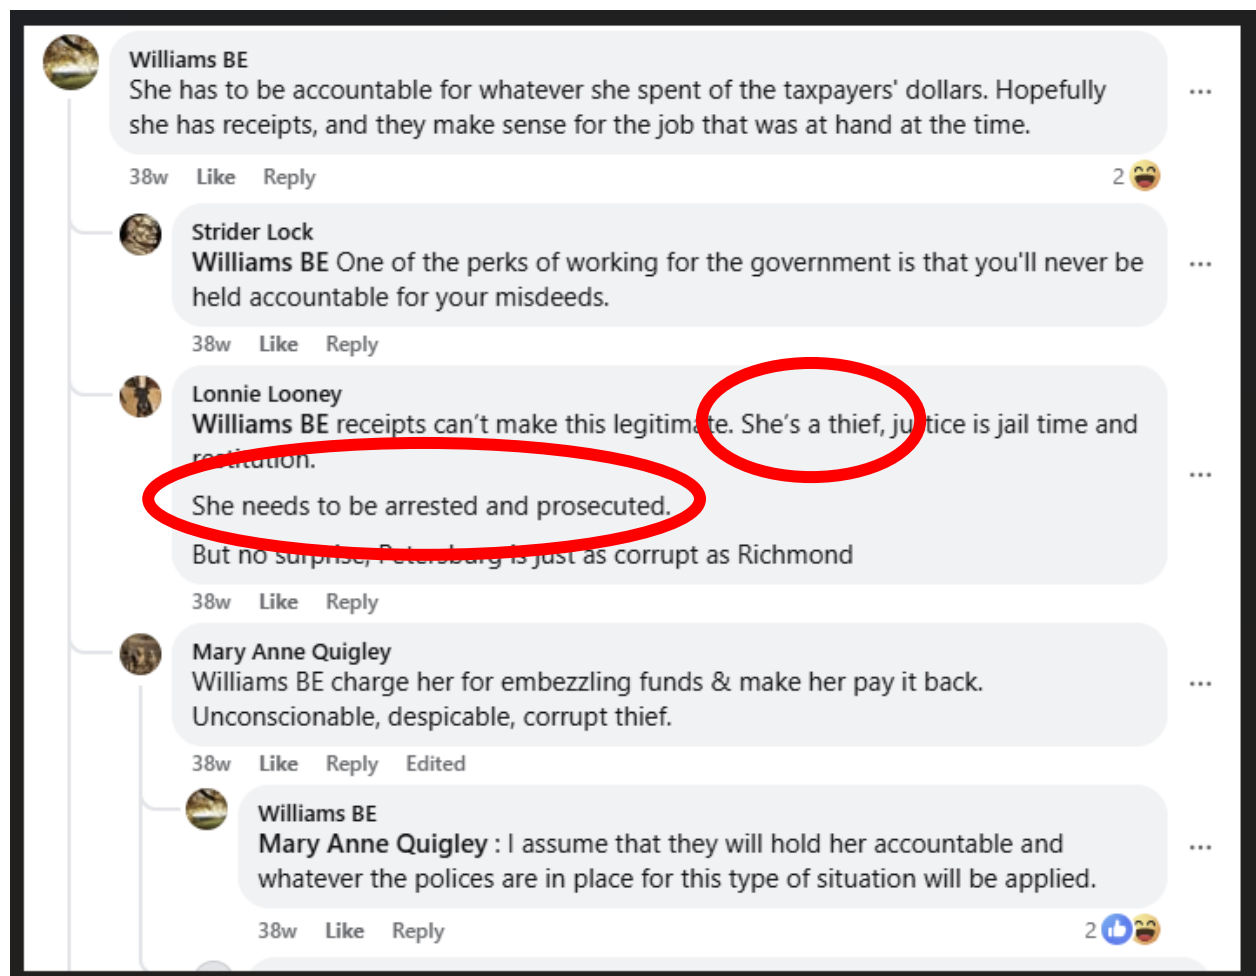 Williams BE
She has to be accountable for whatever she spent of the taxpayers' dollars. Hopefully
she has receipts, and they make sense for the job that was at hand at the time.
38w Like Reply 2
Strider Lock
Williams BE One of the perks of working for the government is that you'll never be
held accountable for your misdeeds.
38w Like Reply
Lonnie Looney
Williams BE receipts can't make this legitimate. She's a thief, justice is jail time and
restitution.
She needs to be arrested and prosecuted.
But no surprise, Petersburg is just as corrupt as Richmond
38w Like Reply
Mary Anne Quigley
Williams BE charge her for embezzling funds & make her pay it back.
Unconscionable, despicable, corrupt thief.
38w Like Reply Edited
Williams BE
Mary Anne Quigley : I assume that they will hold her accountable and
whatever the polices are in place for this type of situation will be applied.
38w Like Reply 2